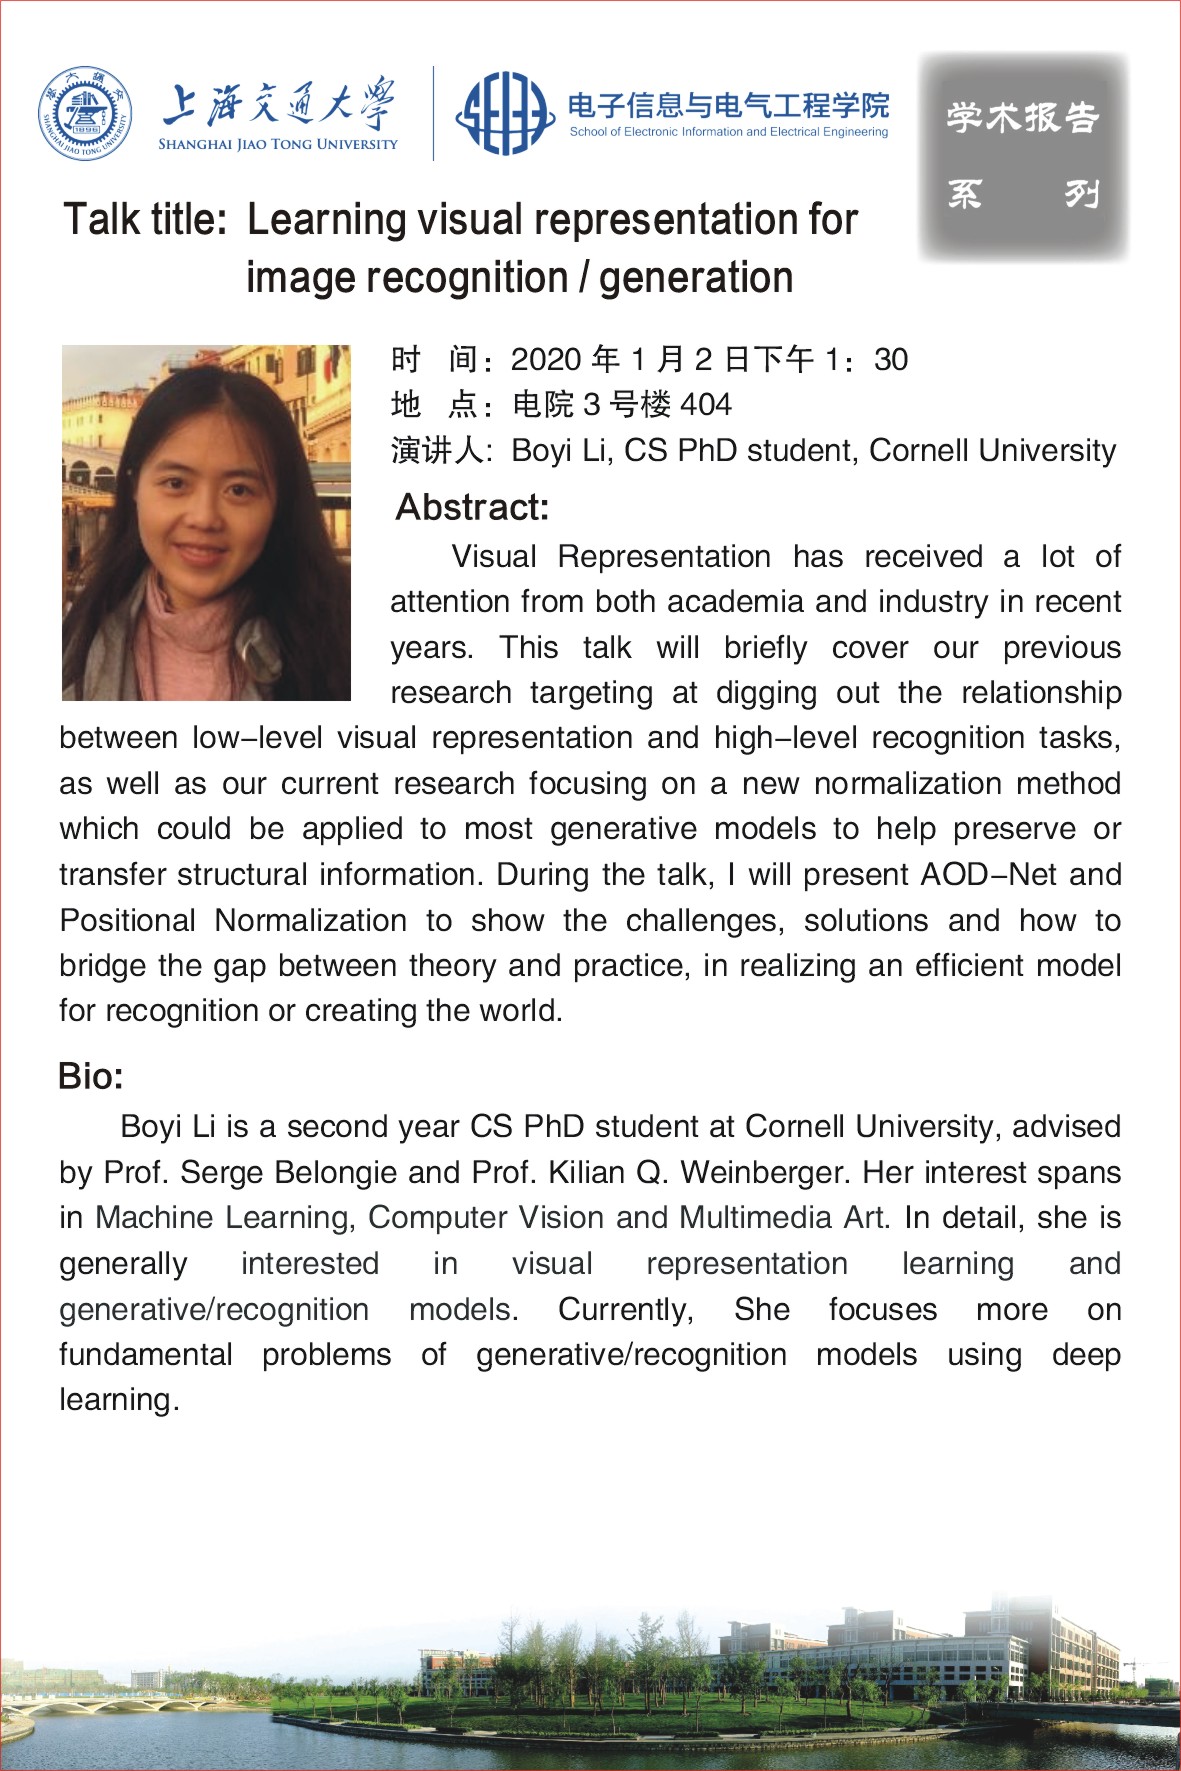 上海交通大学
SHANGHAI JIAO TONG UNIVERSITY
1896
SHANGHAI JIAO TONG UNIVERSITY
SEIEE
电子信息与电气工程学院
School of Electronic Information and Electrical Engineering
学术报告
系 列
Talk title: Learning visual representation for
image recognition / generation
时 间：2020 年 1 月 2 日下午 1：30
地 点：电院 3 号楼 404
演讲人: Boyi Li, CS PhD student, Cornell University
Abstract:
Visual Representation has received a lot of
attention from both academia and industry in recent
years. This talk will briefly cover our previous
research targeting at digging out the relationship
between low-level visual representation and high-level recognition tasks,
as well as our current research focusing on a new normalization method
which could be applied to most generative models to help preserve or
transfer structural information. During the talk, I will present AOD-Net and
Positional Normalization to show the challenges, solutions and how to
bridge the gap between theory and practice, in realizing an efficient model
for recognition or creating the world.
Bio:
Boyi Li is a second year CS PhD student at Cornell University, advised
by Prof. Serge Belongie and Prof. Kilian Q. Weinberger. Her interest spans
in Machine Learning, Computer Vision and Multimedia Art. In detail, she is
generally interested in visual representation learning and
generative/recognition models. Currently, She focuses more on
fundamental problems of generative/recognition models using deep
learning.